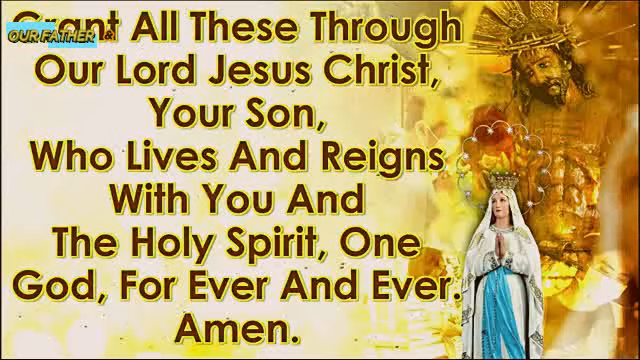 Grant All These Through
OUR FATHER &
Our Lord Jesus Christ,
Your Son,
Who Lives And Reigns
With You And
The Holy Spirit, One
God, For Ever And Ever.
Amen.